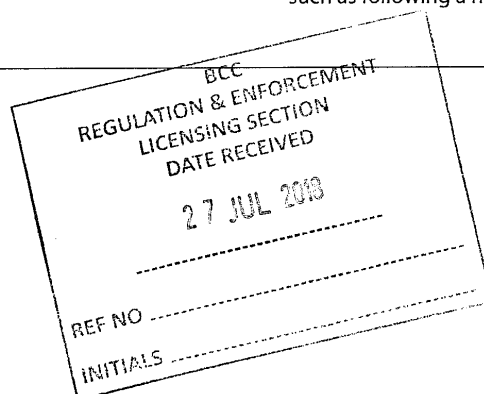 such as following a
BCC
REGULATION & ENFORCEMENT
LICENSING SECTION
DATE RECEIVED
27 JUL 2018
REF NO
INITIALS